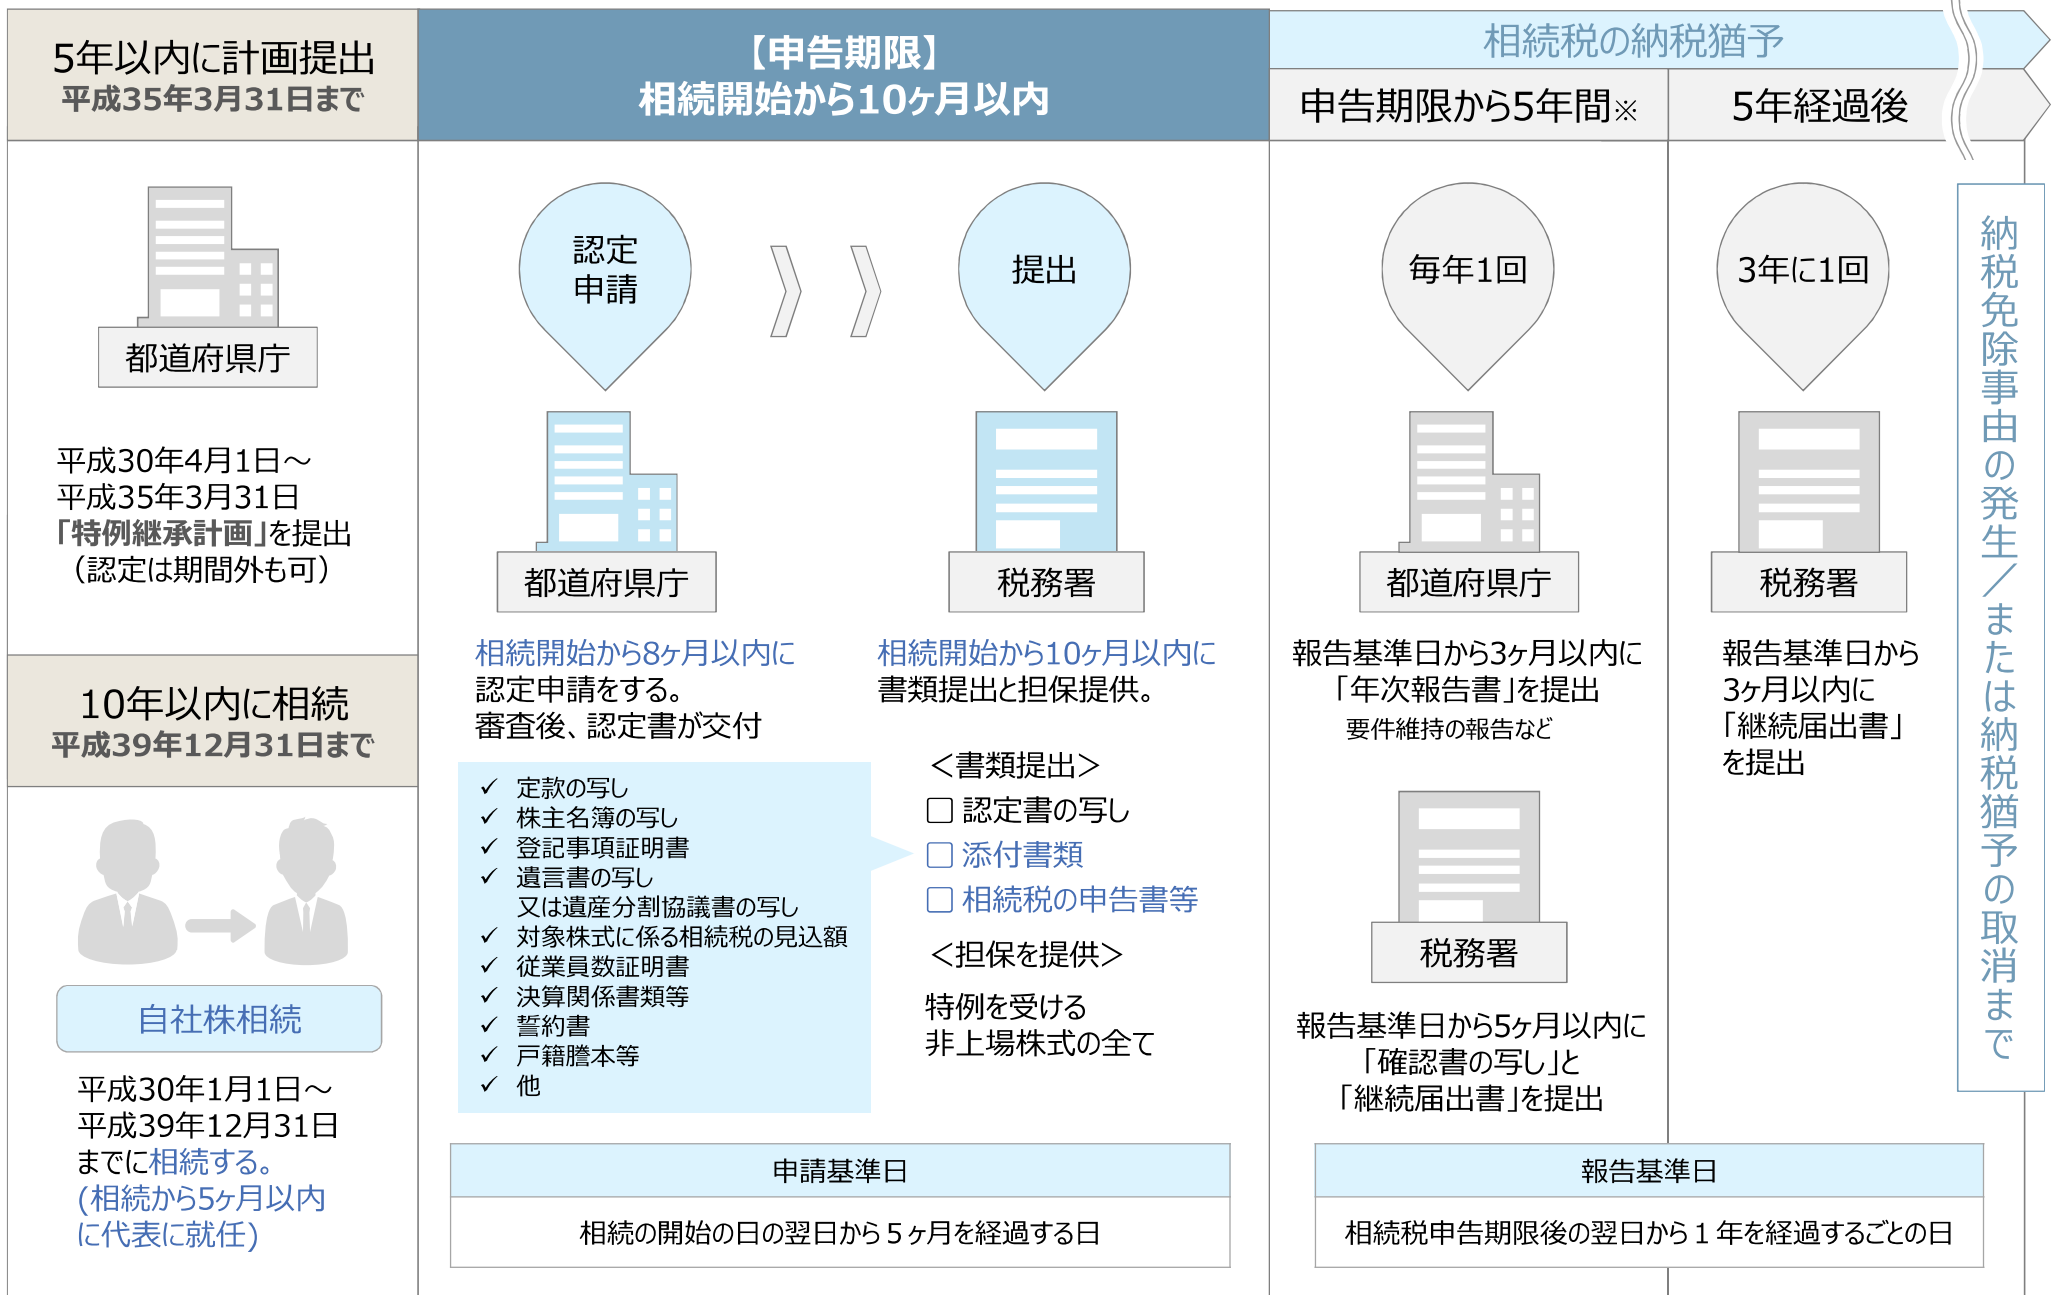 5年以内に計画提出
平成35年3月31日まで
都道府県庁
平成30年4月1日～
平成35年3月31日
「特例継承計画」を提出
（認定は期間外も可）
10年以内に相続
平成39年12月31日まで
自社株相続
平成30年1月1日～
平成39年12月31日
までに相続する。
(相続から5ヶ月以内
に代表に就任)
【申告期限】
相続開始から10ヶ月以内
認定
申請
都道府県庁
相続開始から8ヶ月以内に
認定申請をする。
審査後、認定書が交付
✓ 定款の写し
✓ 株主名簿の写し
✓ 登記事項証明書
✓ 遺言書の写し
又は遺産分割協議書の写し
✓ 対象株式に係る相続税の見込額
✓ 従業員数証明書
✓ 決算関係書類等
✓ 誓約書
✓ 戸籍謄本等
✓ 他
提出
税務署
相続開始から10ヶ月以内に
書類提出と担保提供。
＜書類提出＞
▢ 認定書の写し
▢ 添付書類
▢ 相続税の申告書等
＜担保を提供＞
特例を受ける
非上場株式の全て
申請基準日
相続の開始の日の翌日から５ヶ月を経過する日
相続税の納税猶予
申告期限から5年間※
毎年1回
都道府県庁
報告基準日から3ヶ月以内に
「年次報告書」を提出
要件維持の報告など
税務署
報告基準日から5ヶ月以内に
「確認書の写し」と
「継続届出書」を提出
5年経過後
3年に1回
税務署
報告基準日から
3ヶ月以内に
「継続届出書」
を提出
報告基準日
相続税申告期限後の翌日から１年を経過するごとの日
納税免除事由の発生／または納税猶予の取消まで